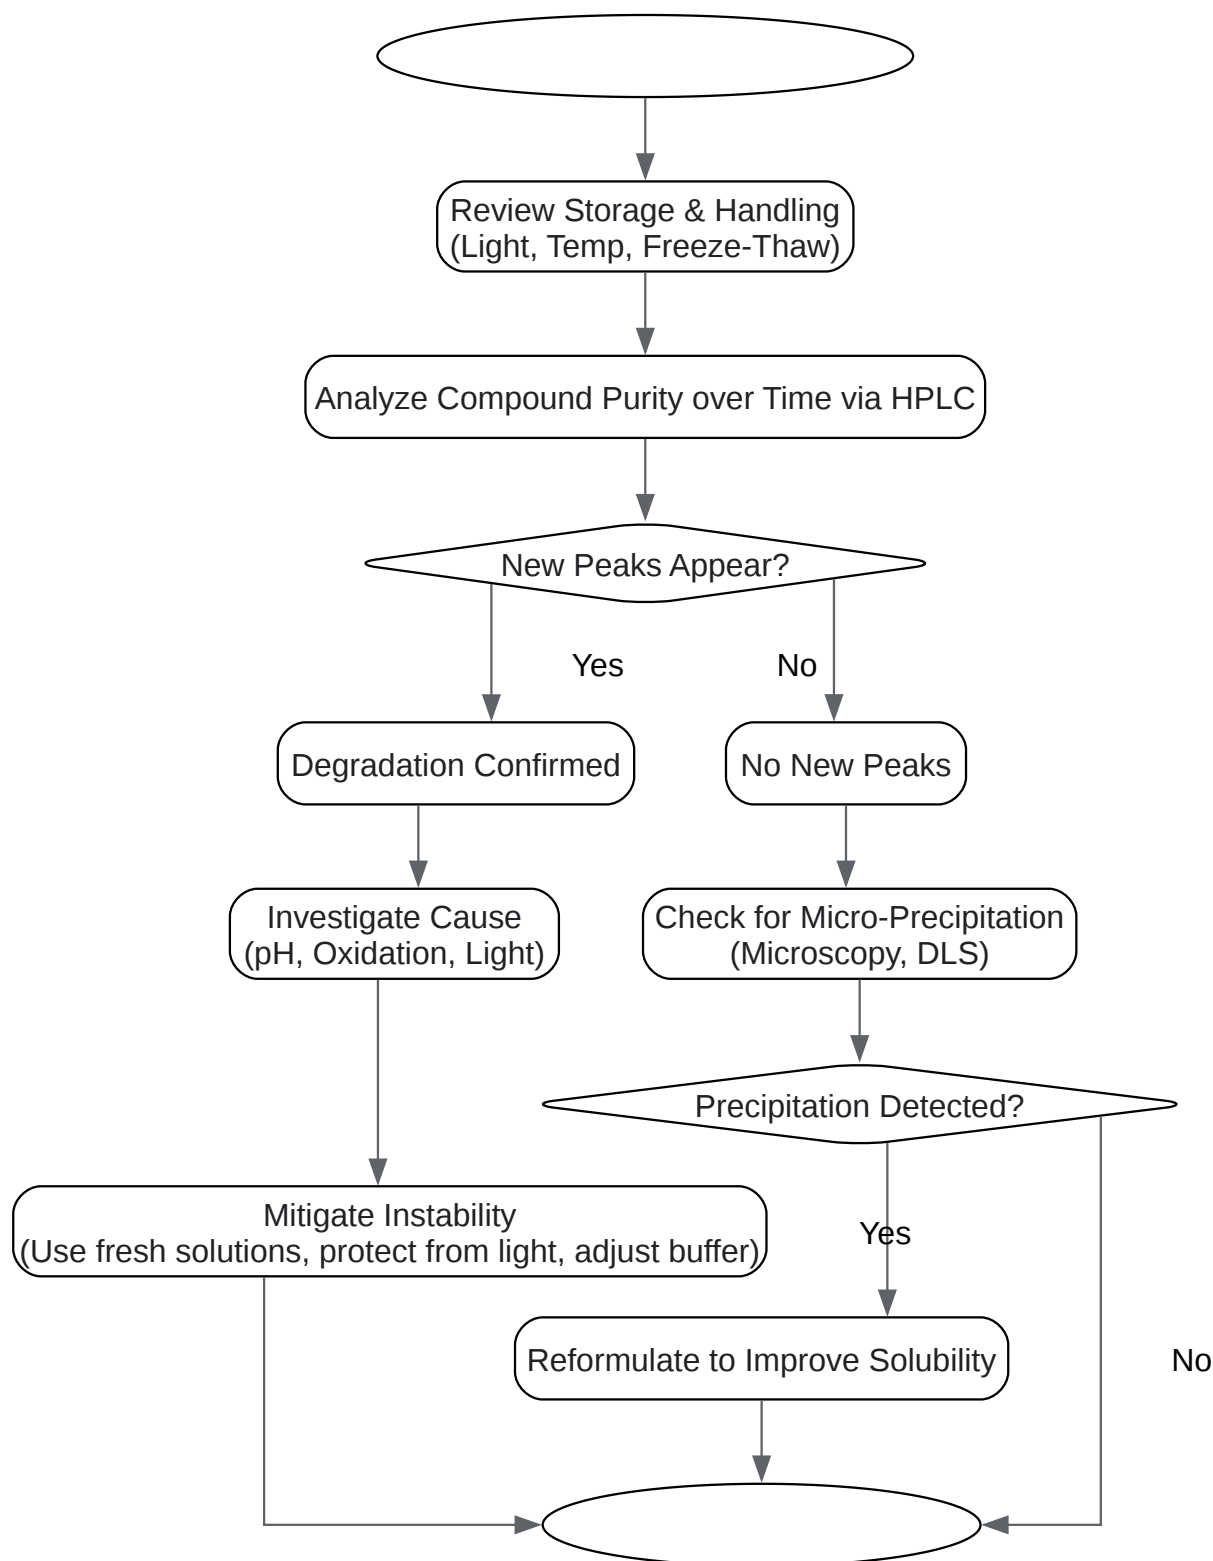 Review Storage & Handling
(Light, Temp, Freeze-Thaw)
Analyze Compound Purity over Time via HPLC
New Peaks Appear?
Yes
No
Degradation Confirmed
No New Peaks
Investigate Cause
(pH, Oxidation, Light)
Check for Micro-Precipitation
(Microscopy, DLS)
Precipitation Detected?
Mitigate Instability
(Use fresh solutions, protect from light, adjust buffer)
Yes
Reformulate to Improve Solubility
No